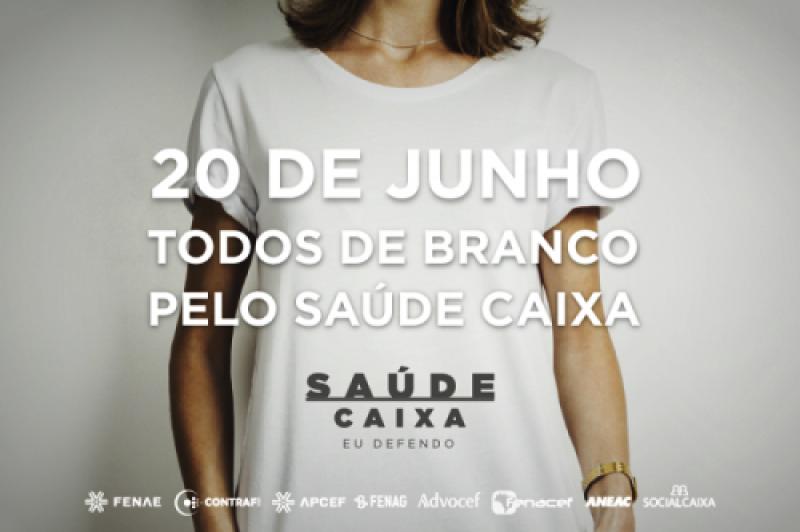 20 DE JUNHO
TODOS DE BRANCO
PELO SAÚDE CAIXA
SAÚDE
CAIXA
EU DEFENDO
FENAE CONTRAF APCEF FENAG Advocef Fenacef ANEAC SOCIALCAIXA